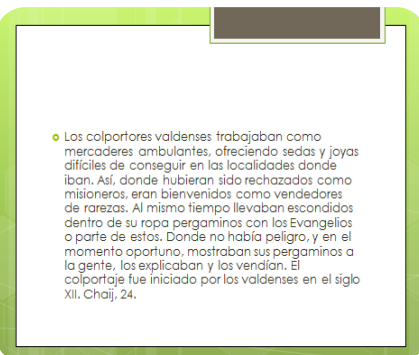 Los colportores valdenses trabajaban como
mercaderes ambulantes, ofreciendo sedas y joyas
difíciles de conseguir en las localidades donde
iban. Así, donde hubieran sido rechazados como
misioneros, eran bienvenidos como vendedores
de rarezas. Al mismo tiempo llevaban escondidos
dentro de su ropa pergaminos con los Evangelios
o parte de estos. Donde no había peligro, y en el
momento oportuno, mostraban sus pergaminos a
la gente, los explicaban y los vendían. El
colportaje fue iniciado por los valdenses en el siglo
XII. Chaij, 24.